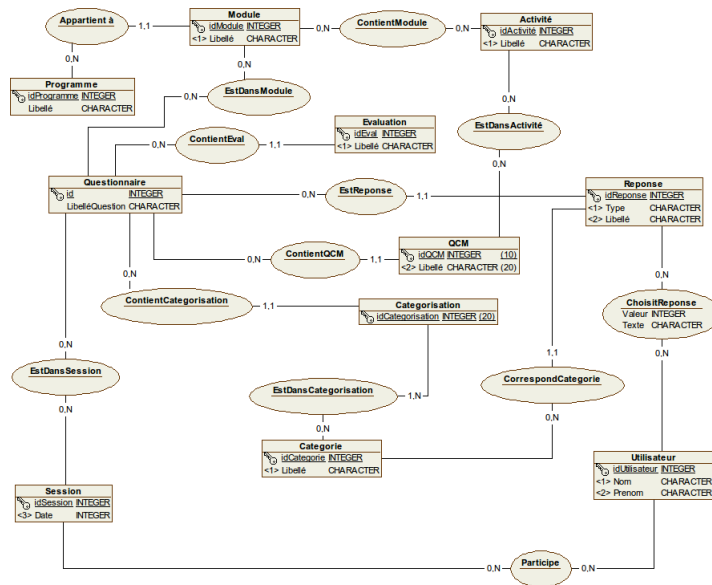 Appartient à
1,1
0,N
Module
idModule INTEGER
<1> Libellé CHARACTER
0,N
ContientModule
0,N
Activité
idActivité INTEGER
<1> Libellé CHARACTER
0,N
Programme
idProgramme INTEGER
Libellé CHARACTER
0,N
EstDansModule
0,N
0,N
ContientEval
1,1
Evaluation
idEval INTEGER
<1> Libellé CHARACTER
EstDansActivité
0,N
Questionnaire
id INTEGER
LibelléQuestion CHARACTER
0,N
EstReponse
1,1
Reponse
idReponse INTEGER
<1> Type CHARACTER
<2> Libellé CHARACTER
0,N
ContientQCM
1,1
QCM
idQCM INTEGER (10)
<2> Libellé CHARACTER (20)
0,N
ContientCategorisation
1,1
Categorisation
idCategorisation INTEGER (20)
0,N
ChoisitReponse
Valeur INTEGER
Texte CHARACTER
0,N
0,N
EstDansSession
0,N
1,1
CorrespondCategorie
0,N
EstDansCategorisation
1,N
0,N
Categorie
idCategorie INTEGER
<1> Libellé CHARACTER
Utilisateur
idUtilisateur INTEGER
<1> Nom CHARACTER
<2> Prenom CHARACTER
Session
idSession INTEGER
<3> Date INTEGER
0,N
Participe
0,N